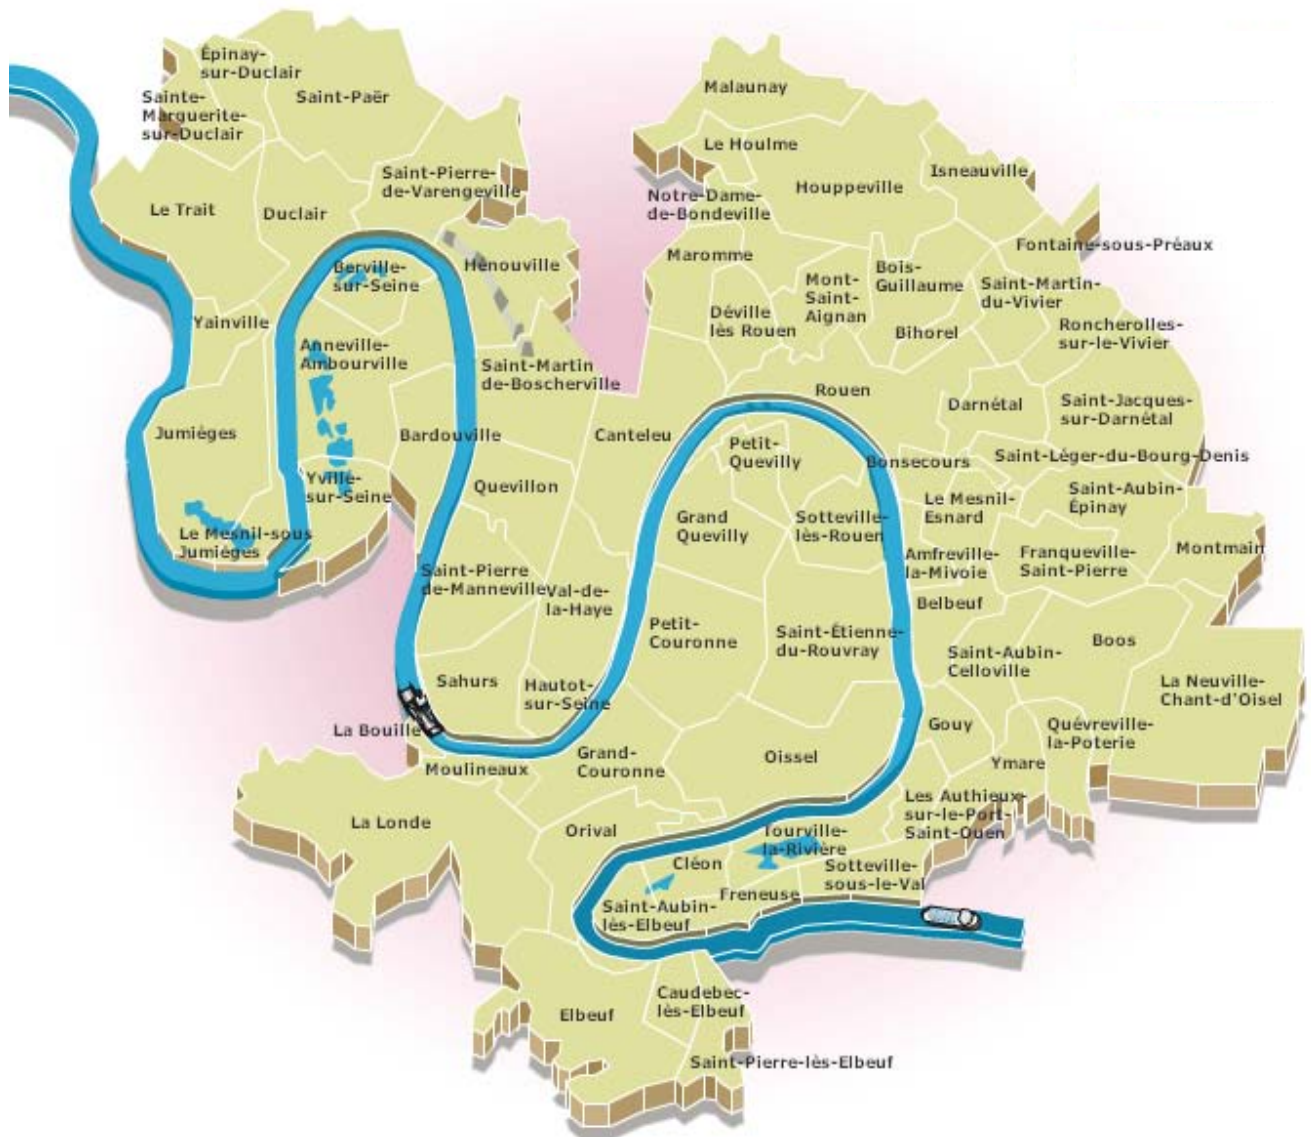 Épinay-
sur-Duclair
Sainte-
Marguerite-
sur-Duclair
Saint-Paër
Malaunay
Le Houlme
Isneauville
Houppeville
Saint-Pierre-
de-Varengeville
Notre-Dame-
de-Bondeville
Le Trait
Duclair
Hénouville
Maromme
Fontaine-sous-Préaux
Berville-
sur-Seine
Mont-
Saint-
Aignan
Bois-
Guillaume
Saint-Martin-
du-Vivier
Yainville
Déville
lès Rouen
Bihorel
Roncherolles-
sur-le-Vivier
Anneville-
Ambourville
Saint-Martin
de-Boscherville
Rouen
Darnétal
Saint-Jacques-
sur-Darnétal
Jumièges
Bardouville
Canteleu
Petit-
Quevilly
Bonsecours
Saint-Léger-du-Bourg-Denis
Yville-
sur-Seine
Quevillon
Le Mesnil-
Esnard
Saint-Aubin-
Épinay
Grand
Quevilly
Sotteville-
lès-Rouen
Le Mesnil-sous
Jumièges
Amfreville-
la-Mivoie
Franqueville-
Saint-Pierre
Montmain
Saint-Pierre
de-Manneville
Val-de-
la-Haye
Belbeuf
Petit-
Couronne
Saint-Étienne-
du-Rouvray
Saint-Aubin-
Celloville
Boos
Sahurs
Hautot-
sur-Seine
La Neuville-
Chant-d'Oisel
La Bouille
Gouy
Quévreville-
la-Poterie
Moulineaux
Grand-
Couronne
Oissel
Ymare
Les Authieux-
sur-le-Port-
Saint-Ouen
La Londe
Orival
Tourville-
la-Rivière
Cléon
Sotteville-
sous-le-Val
Freneuse
Saint-Aubin-
lès-Elbeuf
Elbeuf
Caudebec-
lès-Elbeuf
Saint-Pierre-lès-Elbeuf